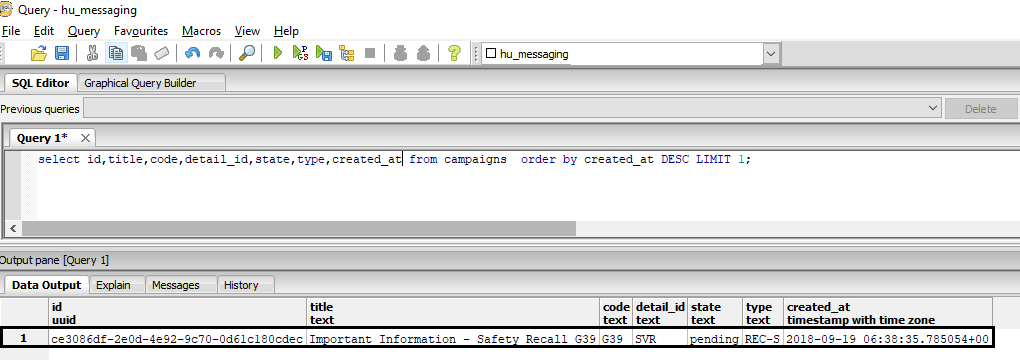 Query - hu_messaging
File Edit Query Favourites Macros View Help
hu_messaging
SQL Editor Graphical Query Builder
Previous queries Delete
Query 1*
select id,title,code,detail_id,state,type,created_at from campaigns  order by created_at DESC LIMIT 1;
Output pane [Query 1]
Data Output Explain Messages History
id title code detail_id state type created_at
uuid text text text text text timestamp with time zone
1 ce3086df-2e0d-4e92-9c70-0d61c180cdec Important Information - Safety Recall G39 G39 SVR pending REC-S 2018-09-19 06:38:35.785054+00